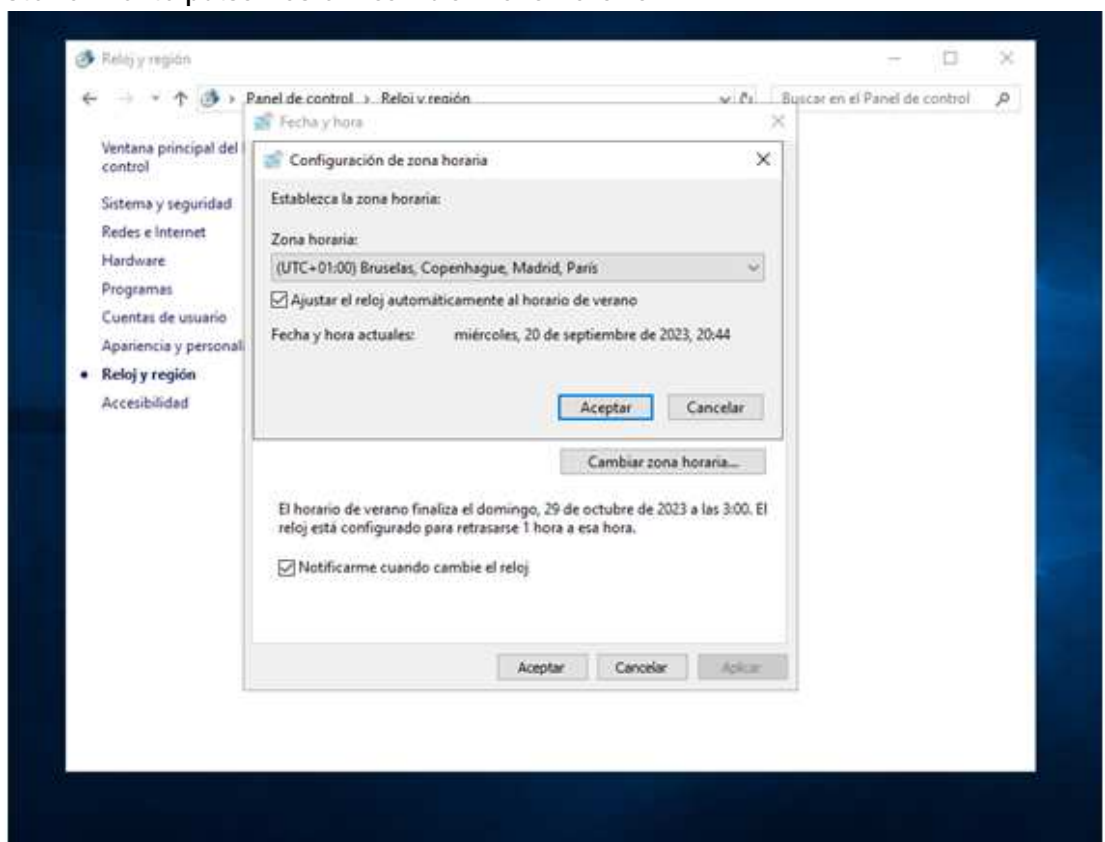 Reloj y región
Panel de control > Reloj y región
Buscar en el Panel de control
Fecha y hora
Ventana principal del
control
Sistema y seguridad
Redes e Internet
Hardware
Programas
Cuentas de usuario
Apariencia y personali
Reloj y región
Accesibilidad
Configuración de zona horaria
Establezca la zona horaria:
Zona horaria:
(UTC+01:00) Bruselas, Copenhague, Madrid, París
Ajustar el reloj automáticamente al horario de verano
Fecha y hora actuales: miércoles, 20 de septiembre de 2023, 20:44
Aceptar Cancelar
Cambiar zona horaria...
El horario de verano finaliza el domingo, 29 de octubre de 2023 a las 3:00. El
reloj está configurado para retrasarse 1 hora a esa hora.
Notificarme cuando cambie el reloj
Aceptar Cancelar Aplicar